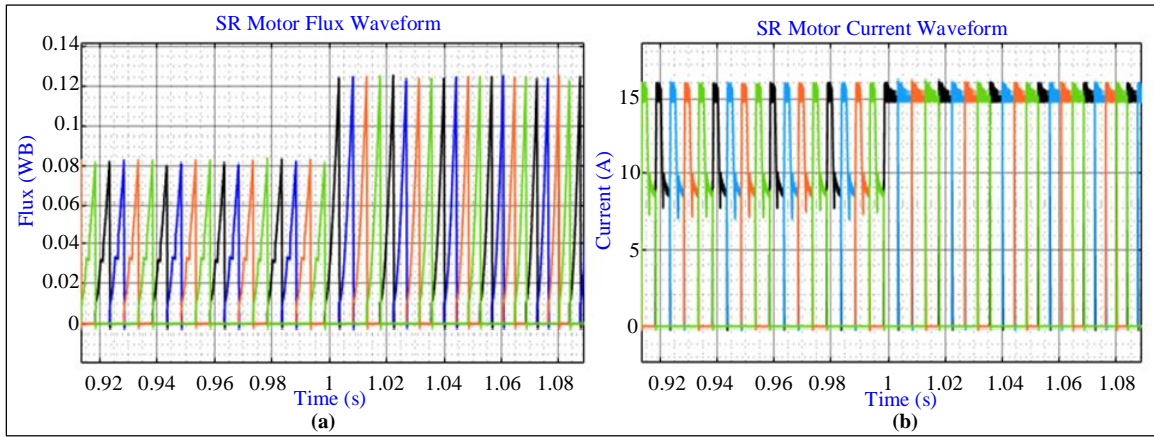 SR Motor Flux Waveform
0.14
0.12
0.1
0.08
0.06
0.04
0.02
0
Flux (WB)
0.92 0.94 0.96 0.98 1 1.02 1.04 1.06 1.08
Time (s)
(a)
SR Motor Current Waveform
15
10
5
0
Current (A)
0.92 0.94 0.96 0.98 1 1.02 1.04 1.06 1.08
Time (s)
(b)